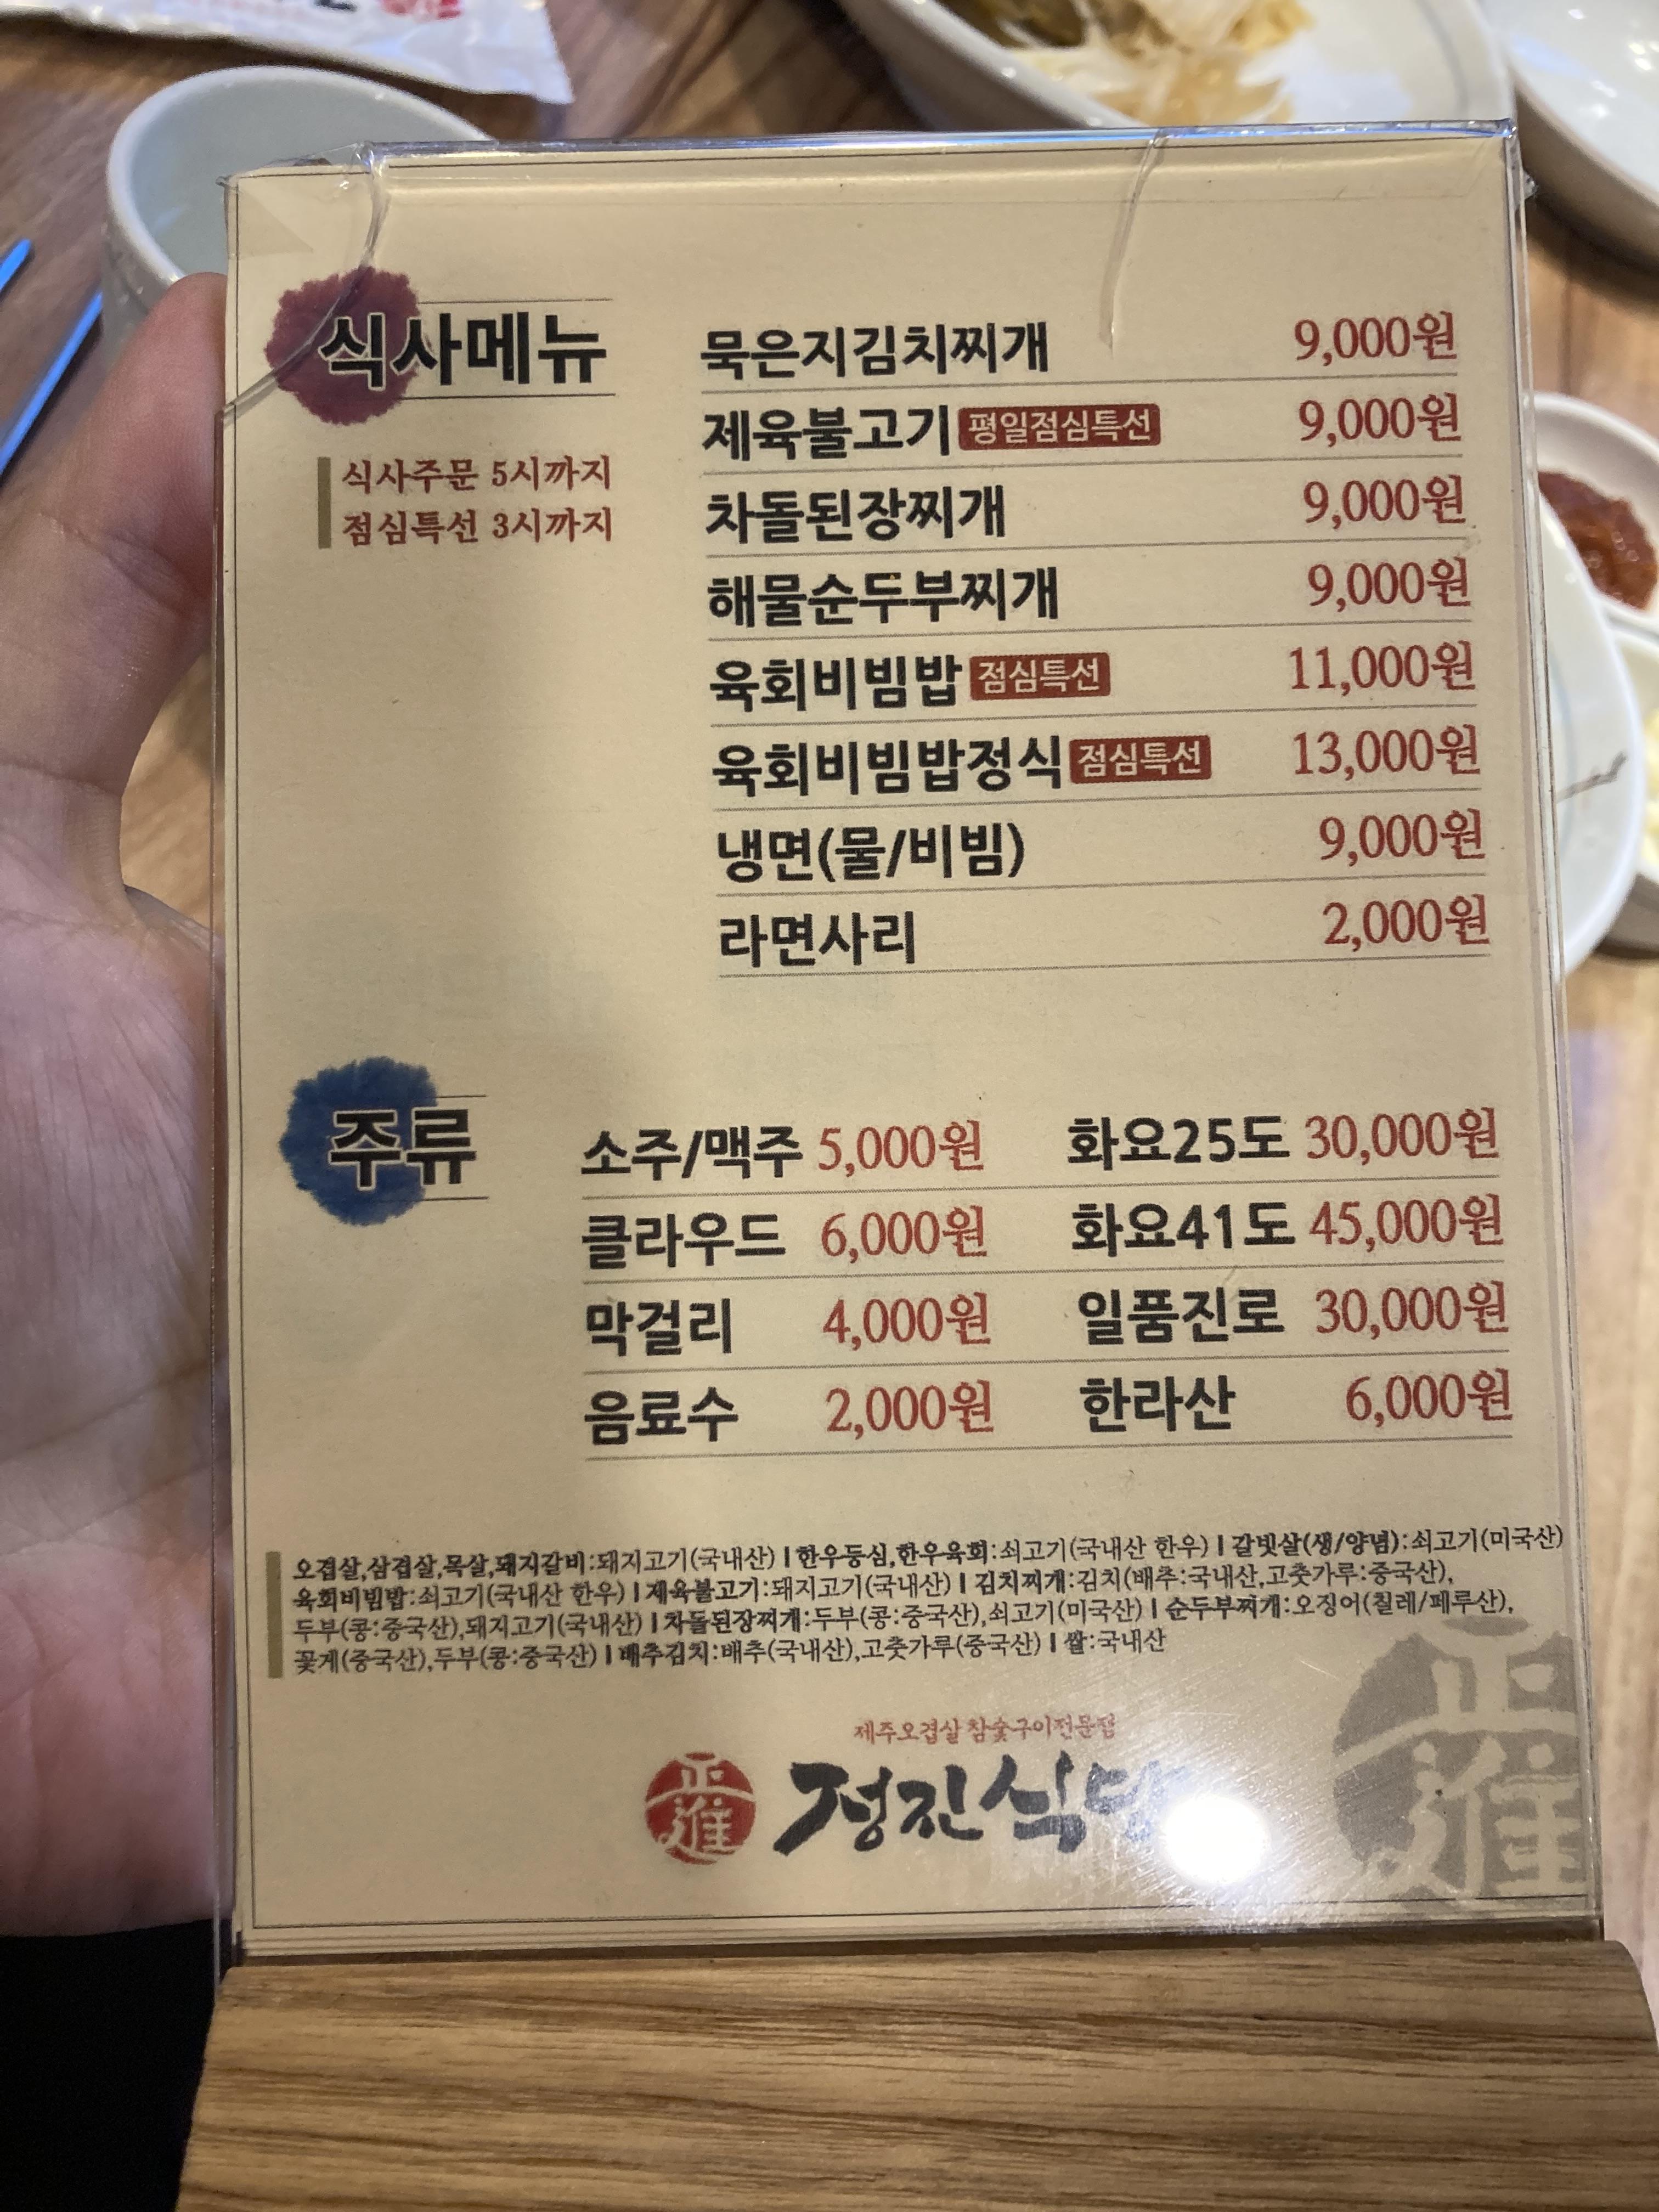 식사메뉴
식사주문 5시까지
점심특선 3시까지
묵은지김치찌개 9,000원
제육불고기 평일점심특선 9,000원
차돌된장찌개 9,000원
해물순두부찌개 9,000원
육회비빔밥 점심특선 11,000원
육회비빔밥정식 점심특선 13,000원
냉면(물/비빔) 9,000원
라면사리 2,000원
주류
소주/맥주 5,000원 화요25도 30,000원
클라우드 6,000원 화요41도 45,000원
막걸리 4,000원 일품진로 30,000원
음료수 2,000원 한라산 6,000원
오겹살,삼겹살,목살,돼지갈비:돼지고기(국내산) | 한우등심,한우육회:쇠고기(국내산 한우) | 갈빗살(생/양념):쇠고기(미국산)
육회비빔밥:쇠고기(국내산 한우) | 제육불고기:돼지고기(국내산) | 김치찌개:김치(배추:국내산,고춧가루:중국산),
두부(콩:중국산),돼지고기(국내산) | 차돌된장찌개:두부(콩:중국산),쇠고기(미국산) | 순두부찌개:오징어(칠레/페루산),
꽃게(중국산),두부(콩:중국산) | 배추김치:배추(국내산),고춧가루(중국산) | 쌀:국내산
제주오겹살 참숯구이전문점
正進 정진식당
正進